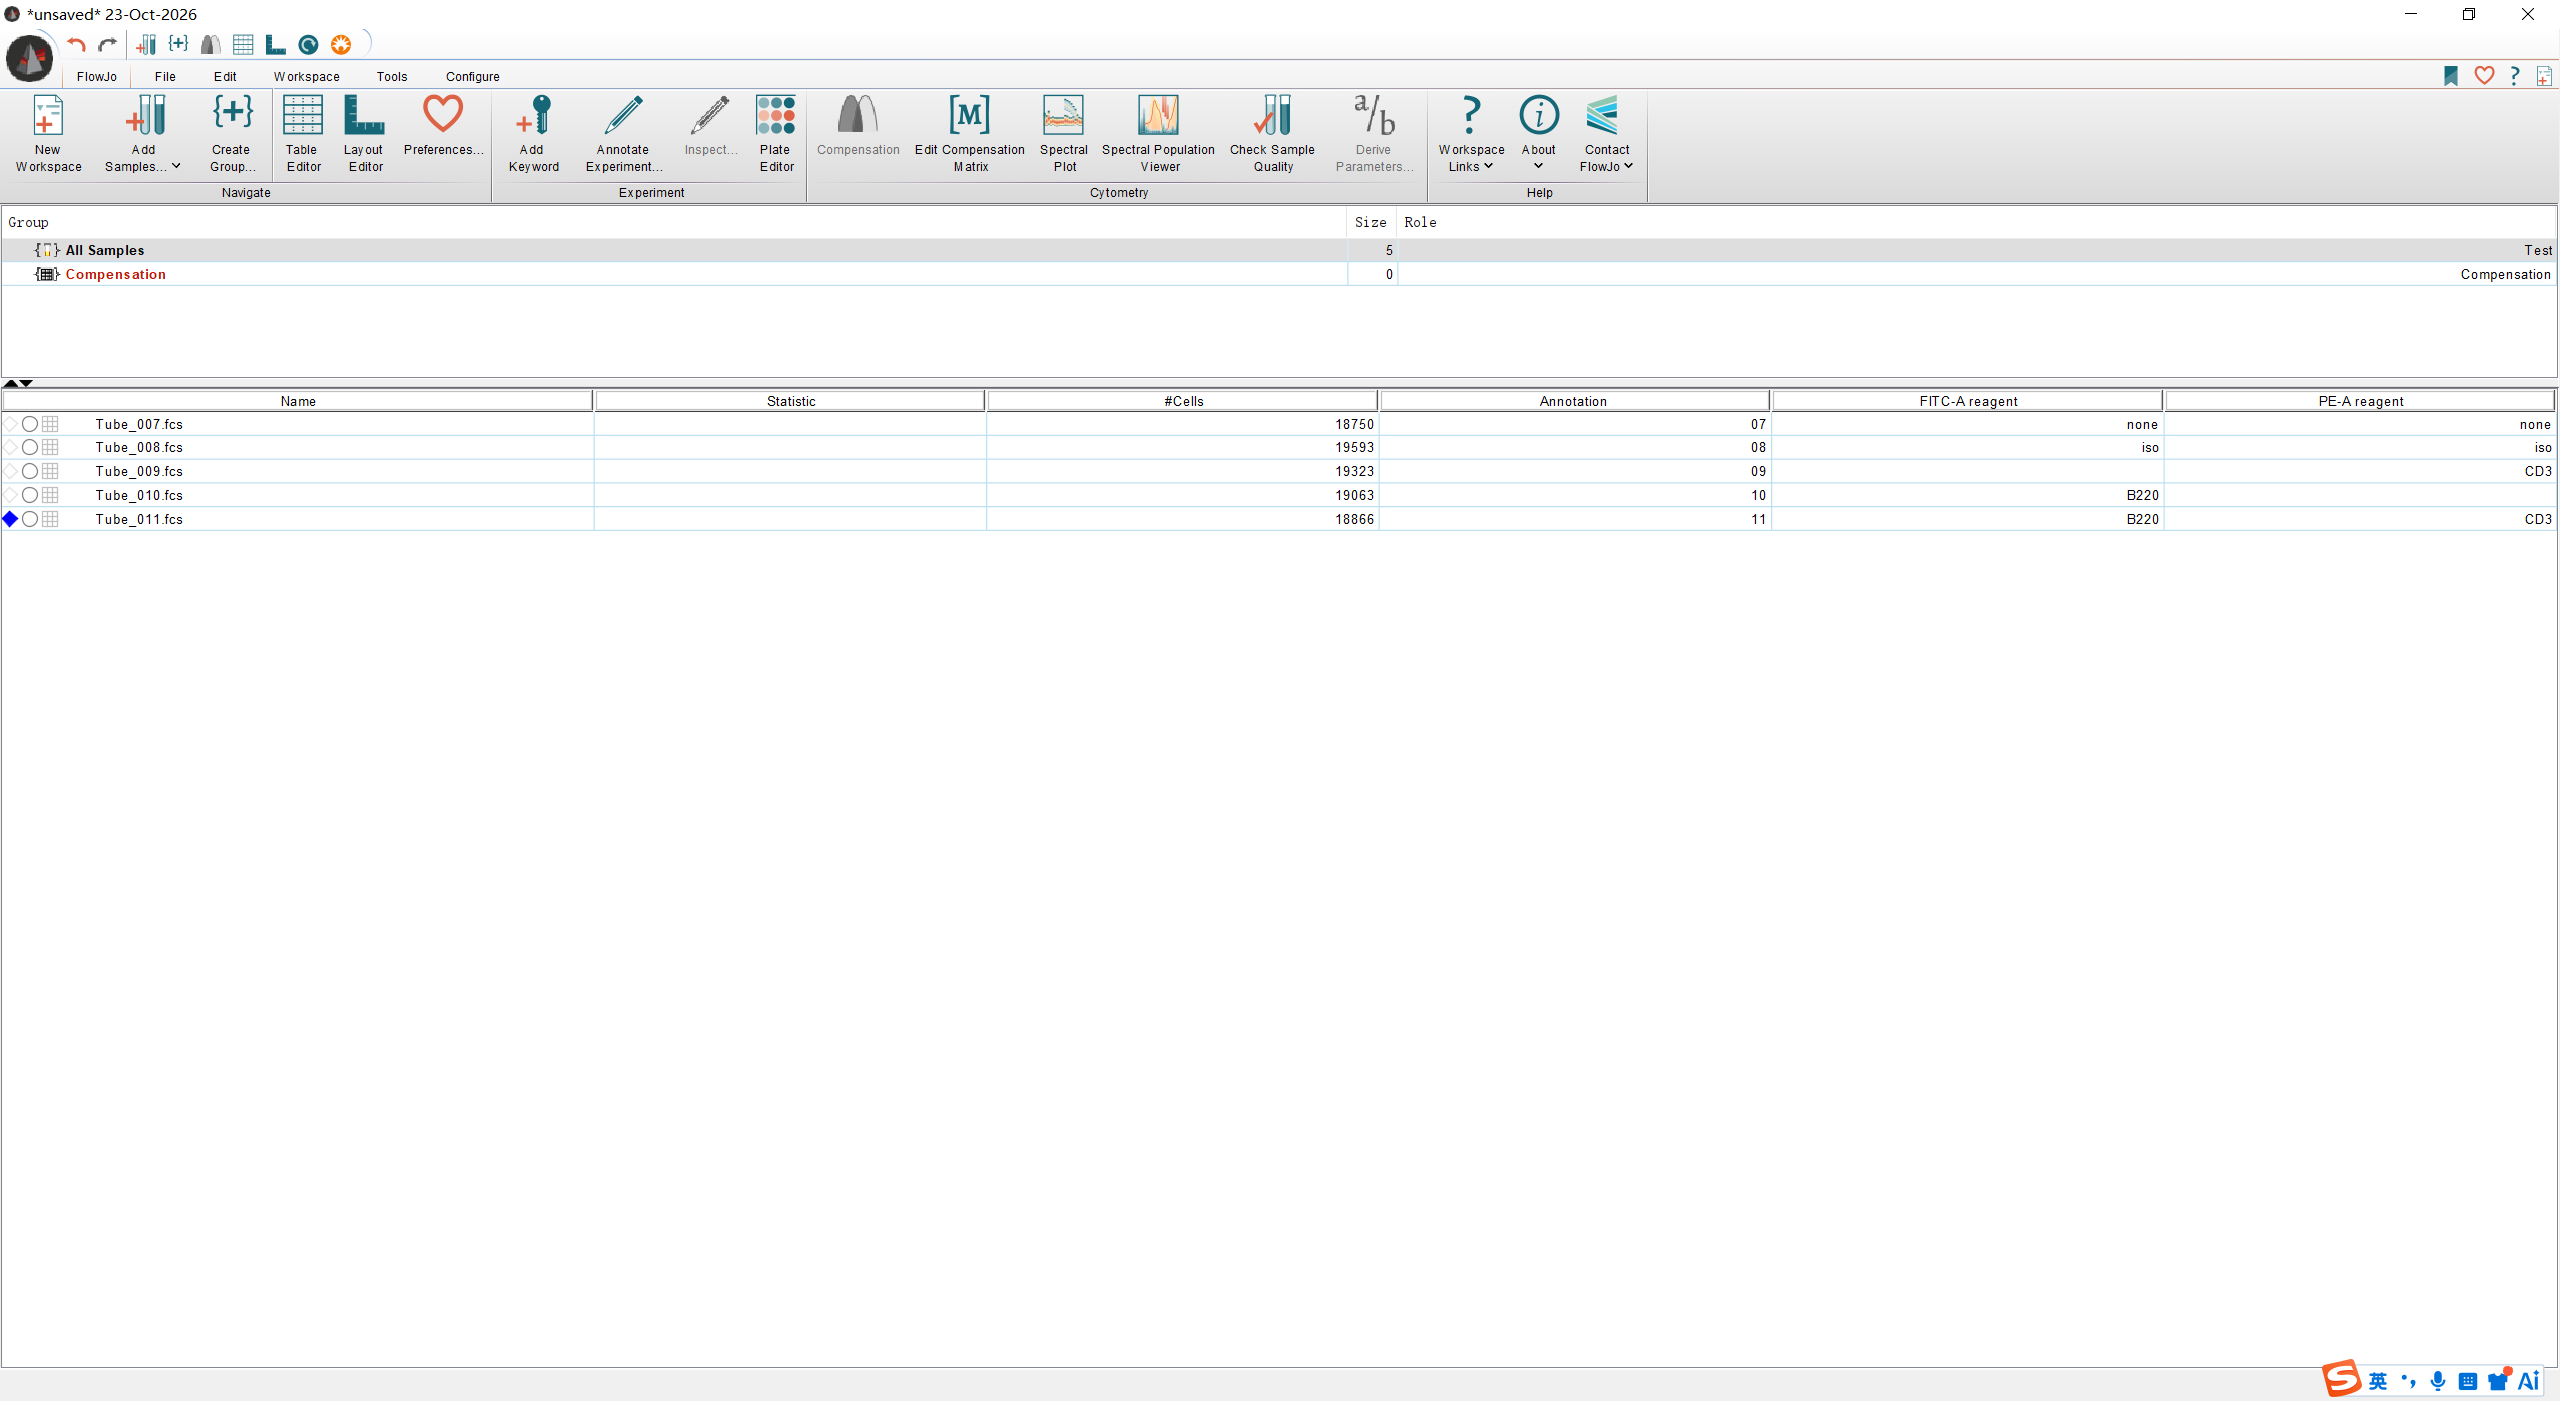 *unsaved* 23-Oct-2026
FlowJo File Edit Workspace Tools Configure
New Workspace
Add Samples...
Create Group...
Table Editor
Layout Editor
Preferences...
Add Keyword
Annotate Experiment...
Inspect...
Plate Editor
Compensation
[M] Edit Compensation Matrix
Spectral Plot
Spectral Population Viewer
Check Sample Quality
a/b Derive Parameters...
? Workspace Links
i About
Contact FlowJo
Navigate Experiment Cytometry Help
Group Size Role
All Samples 5 Test
Compensation 0 Compensation
Name Statistic #Cells Annotation FITC-A reagent PE-A reagent
Tube_007.fcs 18750 07 none none
Tube_008.fcs 19593 08 iso iso
Tube_009.fcs 19323 09 CD3
Tube_010.fcs 19063 10 B220
Tube_011.fcs 18866 11 B220 CD3
S 英 Ai